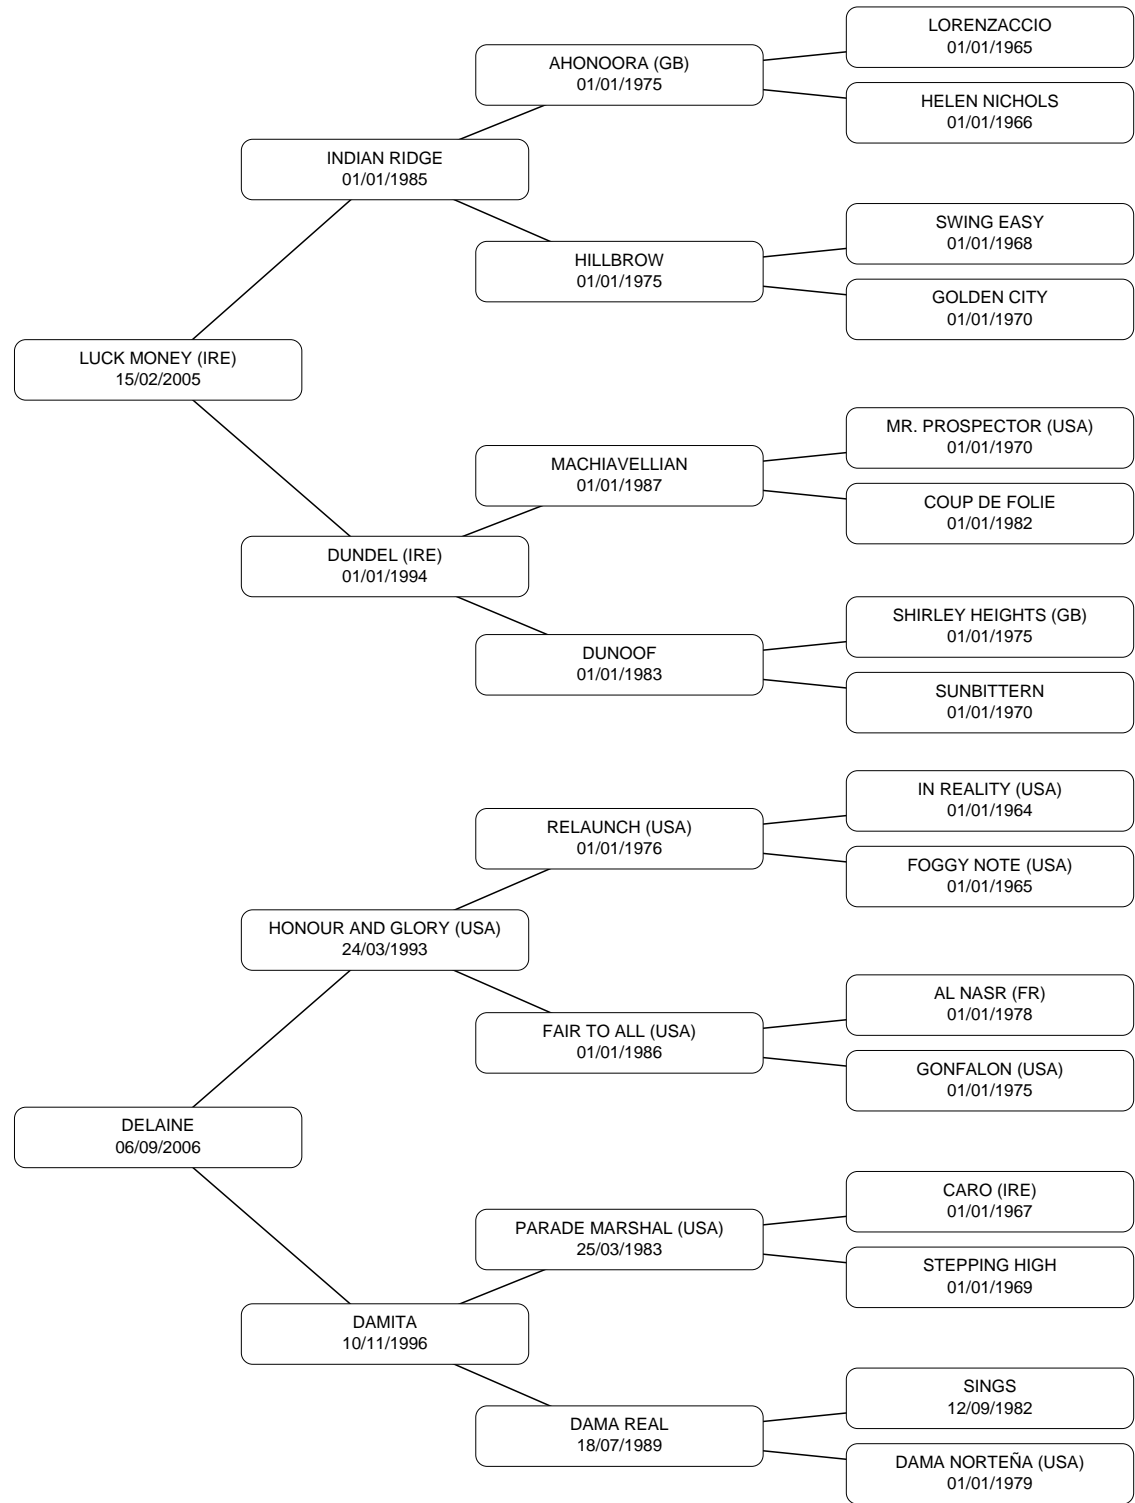 LORENZACCIO
01/01/1965
AHONOORA (GB)
01/01/1975
HELEN NICHOLS
01/01/1966
INDIAN RIDGE
01/01/1985
SWING EASY
01/01/1968
HILLBROW
01/01/1975
GOLDEN CITY
01/01/1970
LUCK MONEY (IRE)
15/02/2005
MR. PROSPECTOR (USA)
01/01/1970
MACHIAVELLIAN
01/01/1987
COUP DE FOLIE
01/01/1982
DUNDEL (IRE)
01/01/1994
SHIRLEY HEIGHTS (GB)
01/01/1975
DUNOOF
01/01/1983
SUNBITTERN
01/01/1970
IN REALITY (USA)
01/01/1964
RELAUNCH (USA)
01/01/1976
FOGGY NOTE (USA)
01/01/1965
HONOUR AND GLORY (USA)
24/03/1993
AL NASR (FR)
01/01/1978
FAIR TO ALL (USA)
01/01/1986
GONFALON (USA)
01/01/1975
DELAINE
06/09/2006
CARO (IRE)
01/01/1967
PARADE MARSHAL (USA)
25/03/1983
STEPPING HIGH
01/01/1969
DAMITA
10/11/1996
SINGS
12/09/1982
DAMA REAL
18/07/1989
DAMA NORTEÑA (USA)
01/01/1979